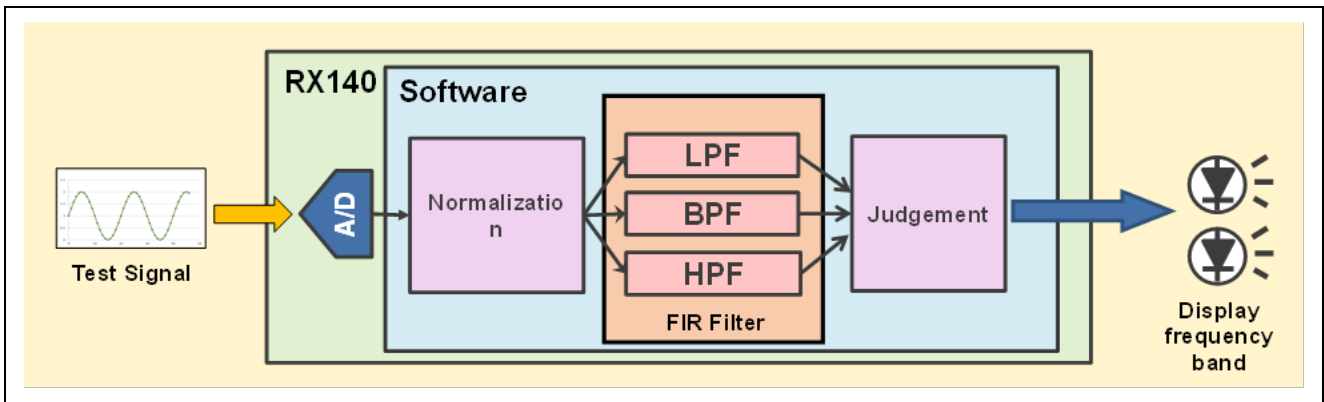 RX140
Software
Test Signal
A/D
Normalizatio
n
LPF
BPF
HPF
FIR Filter
Judgement
Display
frequency
band